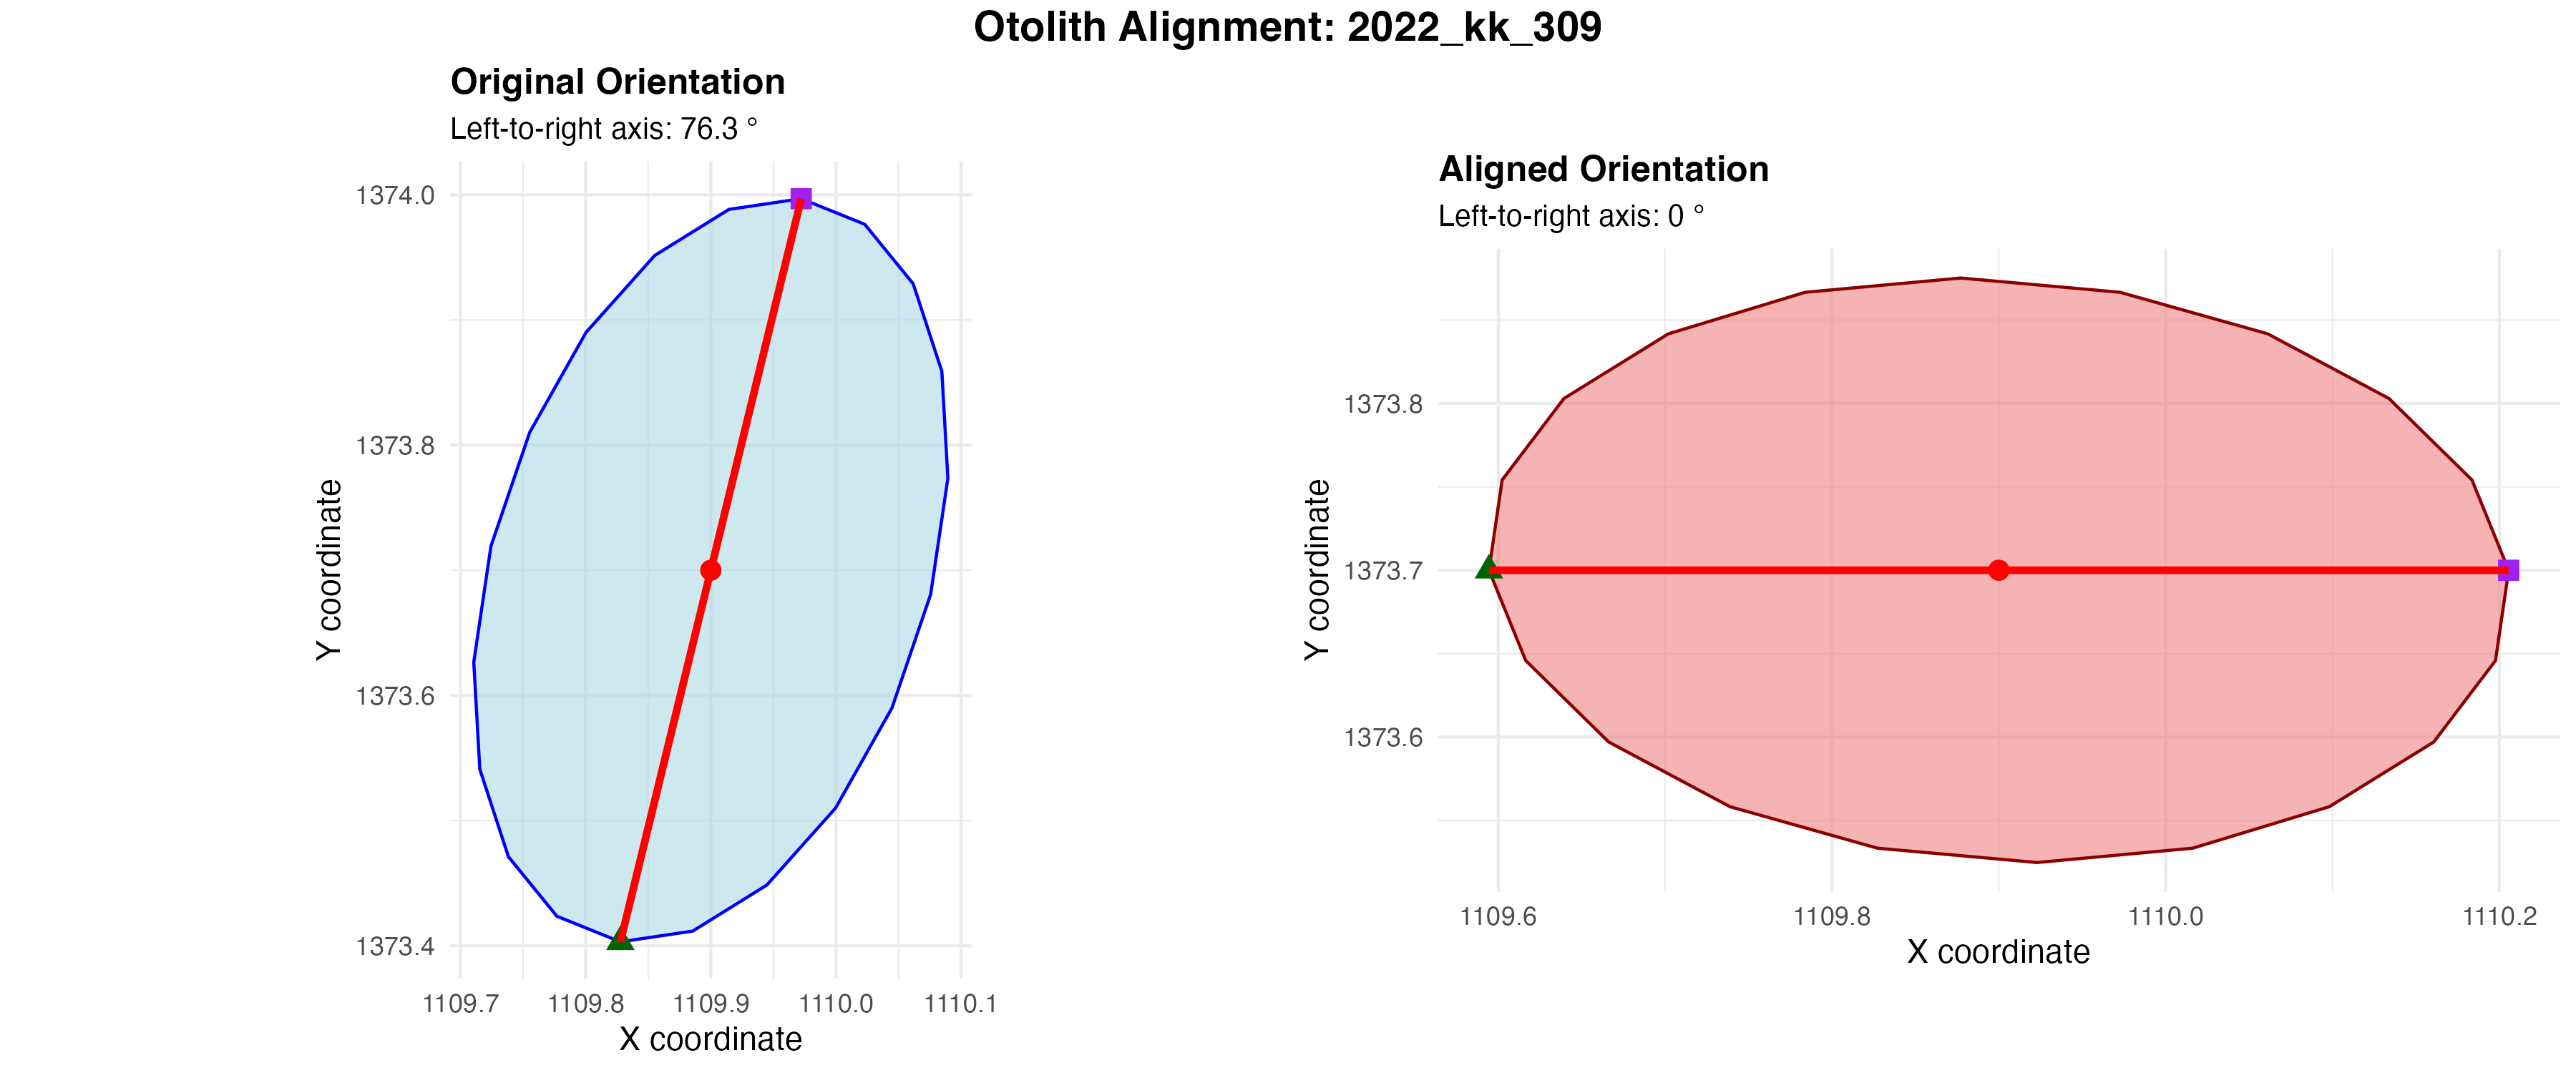 Otolith Alignment: 2022_kk_309
Original Orientation
Left-to-right axis: 76.3 °
1374.0
1373.8
1373.6
1373.4
Y coordinate
1109.7 1109.8 1109.9 1110.0 1110.1
X coordinate
Aligned Orientation
Left-to-right axis: 0 °
1373.8
1373.7
1373.6
Y coordinate
1109.6 1109.8 1110.0 1110.2
X coordinate